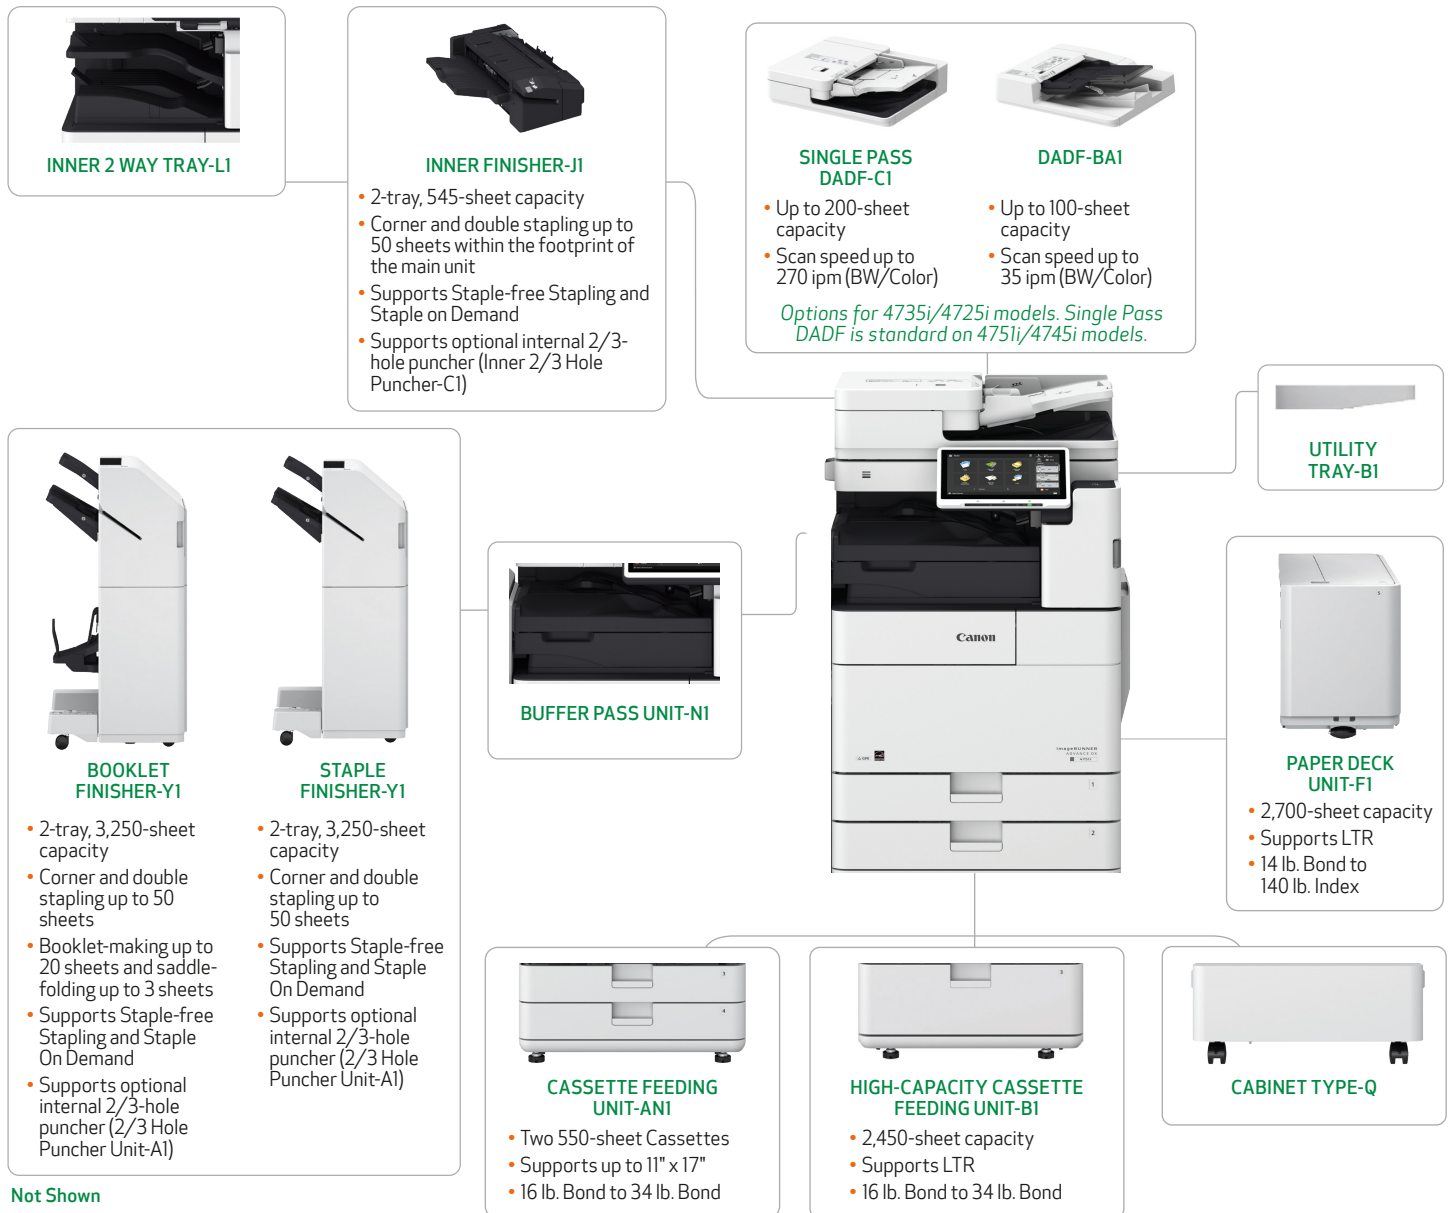 INNER 2 WAY TRAY-L1
INNER FINISHER-J1
• 2-tray, 545-sheet capacity
• Corner and double stapling up to
50 sheets within the footprint of
the main unit
• Supports Staple-free Stapling and
Staple on Demand
• Supports optional internal 2/3-
hole puncher (Inner 2/3 Hole
Puncher-C1)
SINGLE PASS
DADF-C1
• Up to 200-sheet
capacity
• Scan speed up to
270 ipm (BW/Color)
DADF-BA1
• Up to 100-sheet
capacity
• Scan speed up to
35 ipm (BW/Color)
Options for 4735i/4725i models. Single Pass
DADF is standard on 4751i/4745i models.
UTILITY
TRAY-B1
BOOKLET
FINISHER-Y1
• 2-tray, 3,250-sheet
capacity
• Corner and double
stapling up to 50
sheets
• Booklet-making up to
20 sheets and saddle-
folding up to 3 sheets
• Supports Staple-free
Stapling and Staple
On Demand
• Supports optional
internal 2/3-hole
puncher (2/3 Hole
Puncher Unit-A1)
STAPLE
FINISHER-Y1
• 2-tray, 3,250-sheet
capacity
• Corner and double
stapling up to
50 sheets
• Supports Staple-free
Stapling and Staple
On Demand
• Supports optional
internal 2/3-hole
puncher (2/3 Hole
Puncher Unit-A1)
BUFFER PASS UNIT-N1
Canon
imageRUNNER
ADVANCE DX
1
2
PAPER DECK
UNIT-F1
• 2,700-sheet capacity
• Supports LTR
• 14 lb. Bond to
140 lb. Index
5
3
4
CASSETTE FEEDING
UNIT-AN1
• Two 550-sheet Cassettes
• Supports up to 11" x 17"
• 16 lb. Bond to 34 lb. Bond
3
HIGH-CAPACITY CASSETTE
FEEDING UNIT-B1
• 2,450-sheet capacity
• Supports LTR
• 16 lb. Bond to 34 lb. Bond
CABINET TYPE-Q
Not Shown